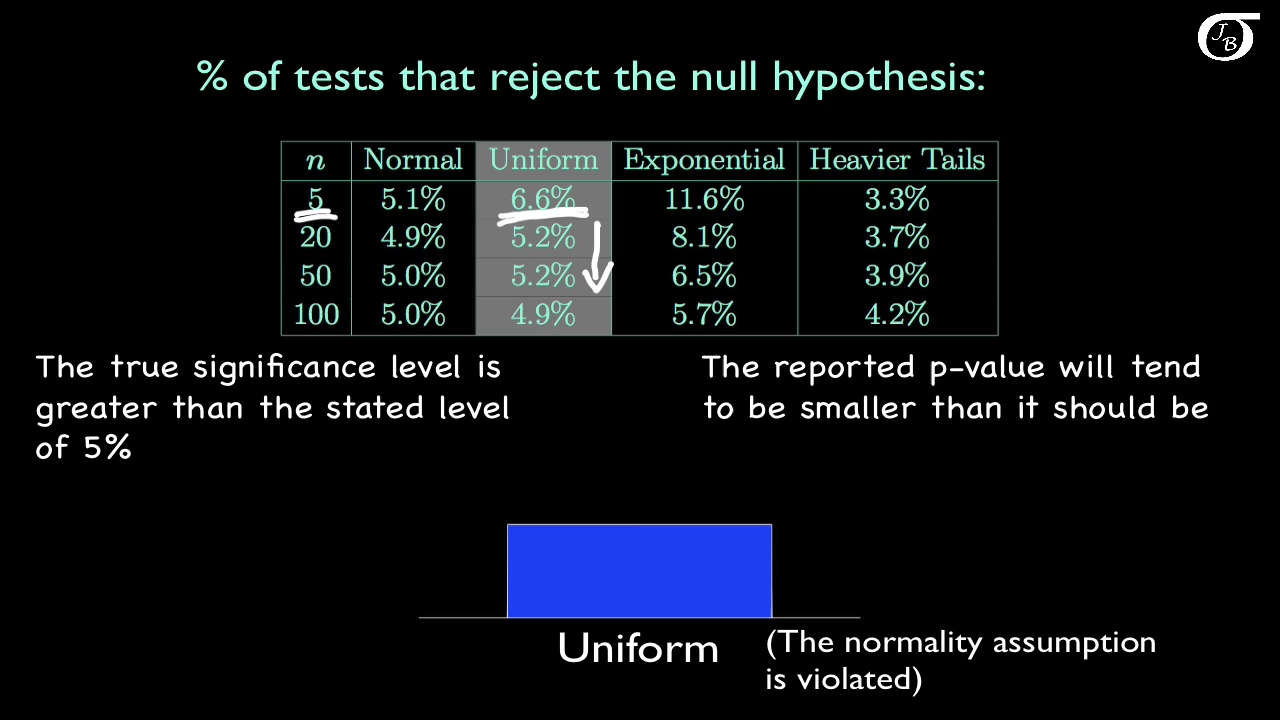 JB
% of tests that reject the null hypothesis:
n Normal Uniform Exponential Heavier Tails
5 5.1% 6.6% 11.6% 3.3%
20 4.9% 5.2% 8.1% 3.7%
50 5.0% 5.2% 6.5% 3.9%
100 5.0% 4.9% 5.7% 4.2%
The true significance level is
greater than the stated level
of 5%
The reported p-value will tend
to be smaller than it should be
Uniform
(The normality assumption
is violated)